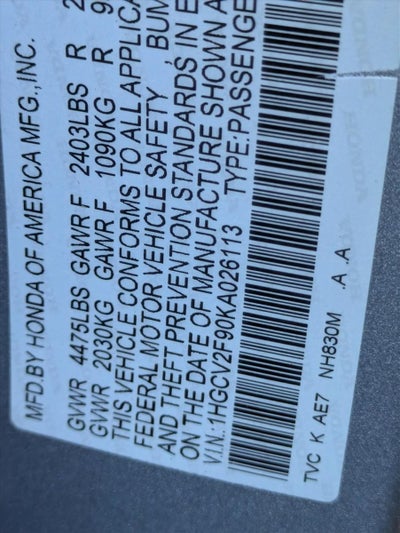 MFD.BY HONDA OF AMERICA MFG.,INC.
GVWR 4475LBS GAWR F 2403LBS R 2
GVWR 2030KG GAWR F 1090KG R 9
THIS VEHICLE CONFORMS TO ALL APPLICA
FEDERAL MOTOR VEHICLE SAFETY , BUM
AND THEFT PREVENTION STANDARDS IN E
ON THE DATE OF MANUFACTURE SHOWN A
V.I.N.:1HGCV2F90KA026113 TYPE:PASSENGE
TVC K AE7 NH830M .A .A